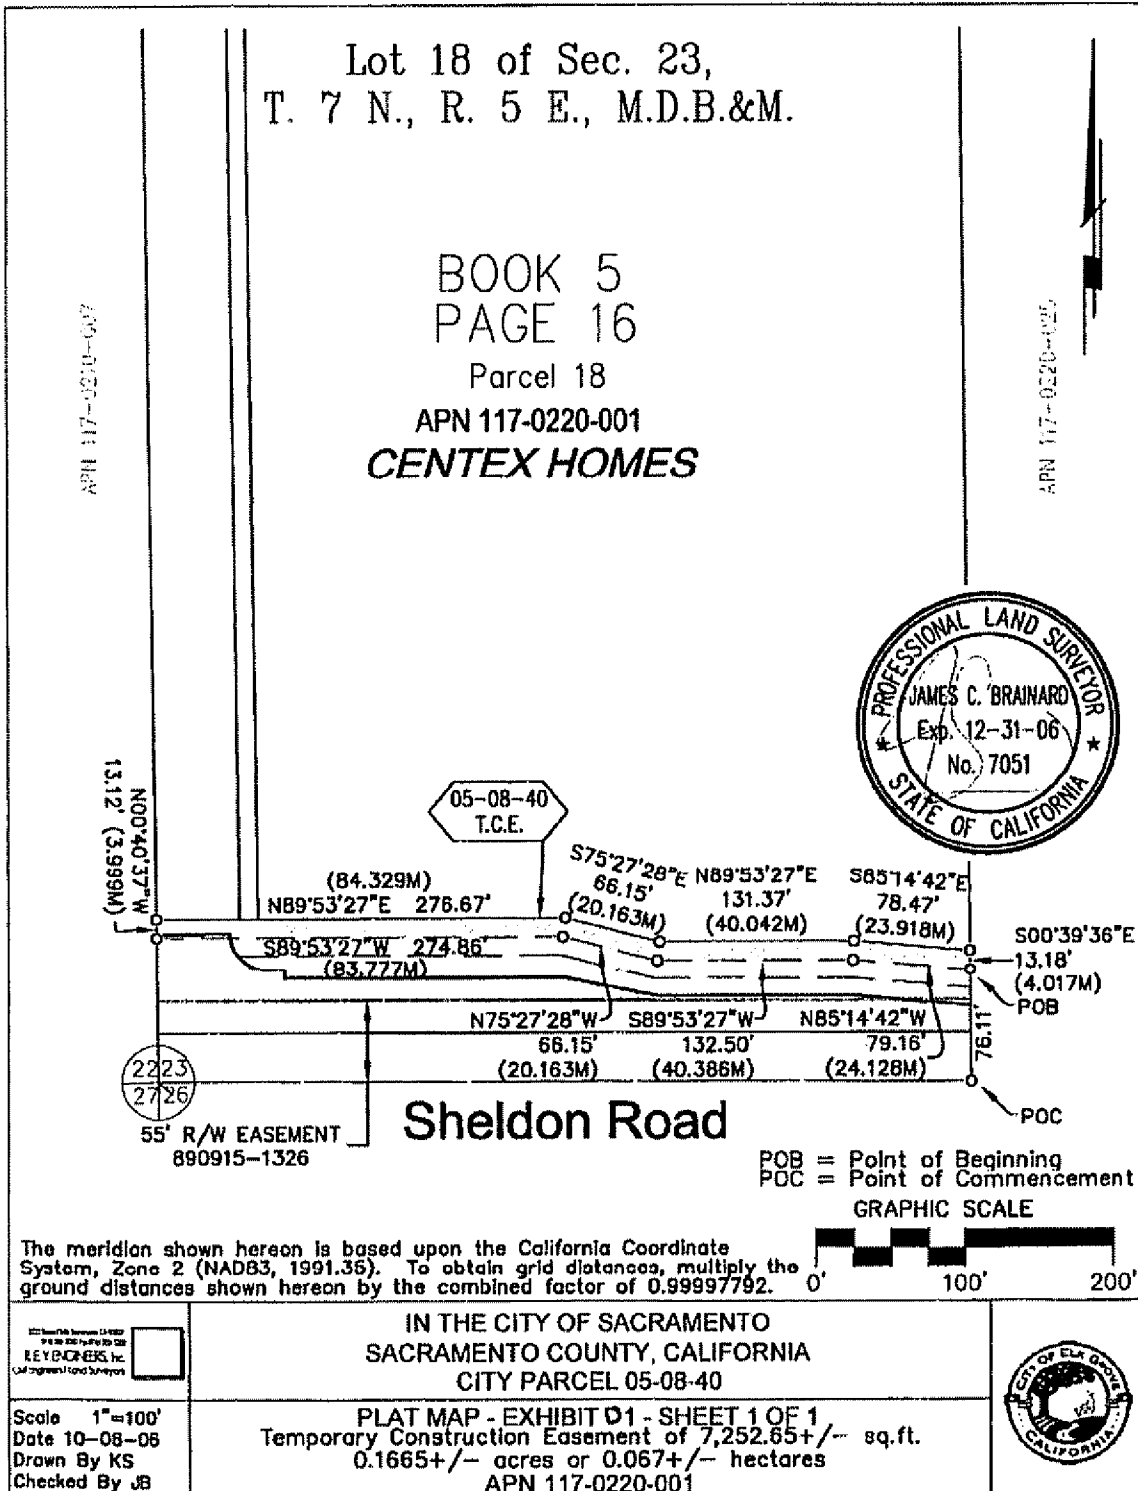 Lot 18 of Sec. 23,
T. 7 N., R. 5 E., M.D.B.&M.
BOOK 5
PAGE 16
Parcel 18
APN 117-0220-001
CENTEX HOMES
APN
APN 117-0220-025
PROFESSIONAL LAND SURVEYOR
JAMES C. BRAINARD
Exp. 12-31-06
No. 7051
STATE OF CALIFORNIA
05-08-40
T.C.E.
N00°40'37"W
13.12' (3.999M)
(84.329M)
N89°53'27"E 276.67'
S75°27'28"E
66.15'
(20.163M)
N89°53'27"E
131.37'
(40.042M)
S85°14'42"E
78.47'
(23.918M)
S00°39'36"E
13.18'
(4.017M)
POB
S89°53'27"W 274.86'
(83.777M)
N75°27'28"W
66.15'
(20.163M)
S89°53'27"W
132.50'
(40.386M)
N85°14'42"W
79.16'
(24.128M)
76.11'
POC
22 23
27 26
55' R/W EASEMENT
890915-1326
Sheldon Road
POB = Point of Beginning
POC = Point of Commencement
GRAPHIC SCALE
0' 100' 200'
The meridian shown hereon is based upon the California Coordinate
System, Zone 2 (NAD83, 1991.35). To obtain grid distances, multiply the
ground distances shown hereon by the combined factor of 0.99997792.
IN THE CITY OF SACRAMENTO
SACRAMENTO COUNTY, CALIFORNIA
CITY PARCEL 05-08-40
Scale 1"=100'
Date 10-08-06
Drawn By KS
Checked By JB
PLAT MAP - EXHIBIT D1 - SHEET 1 OF 1
Temporary Construction Easement of 7,252.65+/- sq.ft.
0.1665+/- acres or 0.067+/- hectares
APN 117-0220-001
CITY OF ELK GROVE
CALIFORNIA